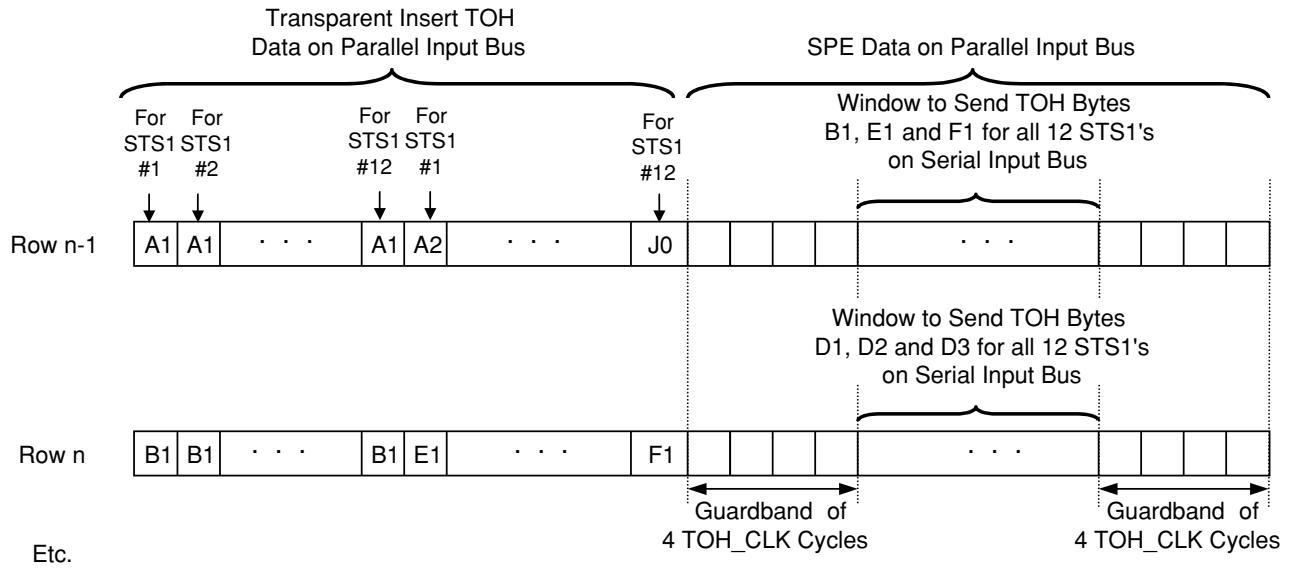 Transparent Insert TOH
Data on Parallel Input Bus
SPE Data on Parallel Input Bus
For
STS1
#1
For
STS1
#2
For
STS1
#12
For
STS1
#1
For
STS1
#12
Window to Send TOH Bytes
B1, E1 and F1 for all 12 STS1's
on Serial Input Bus
Row n-1 A1 A1 · · · A1 A2 · · · J0 · · ·
Window to Send TOH Bytes
D1, D2 and D3 for all 12 STS1's
on Serial Input Bus
Row n B1 B1 · · · B1 E1 · · · F1 · · ·
Guardband of
4 TOH_CLK Cycles
Guardband of
4 TOH_CLK Cycles
Etc.